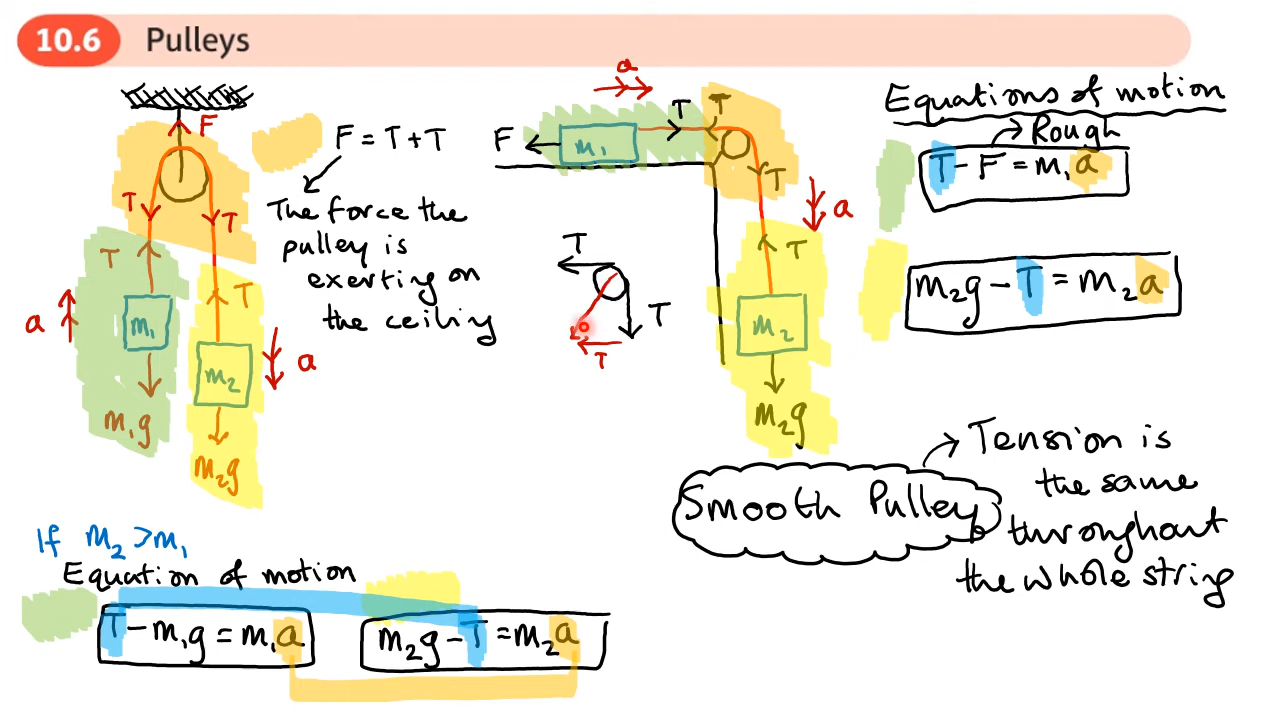 10.6 Pulleys
F
F = T + T
The force the
pulley is
exerting on
the ceiling
T
T
T
T
a
a
m₁
m₂
m₁g
m₂g
If m₂ > m₁
Equation of motion
T - m₁g = m₁a
m₂g - T = m₂a
a
F
m₁
T
T
T
T
a
m₂
m₂g
T
T
T
Equations of motion
Rough
T - F = m₁a
m₂g - T = m₂a
Smooth Pulley
Tension is
the same
throughout
the whole string